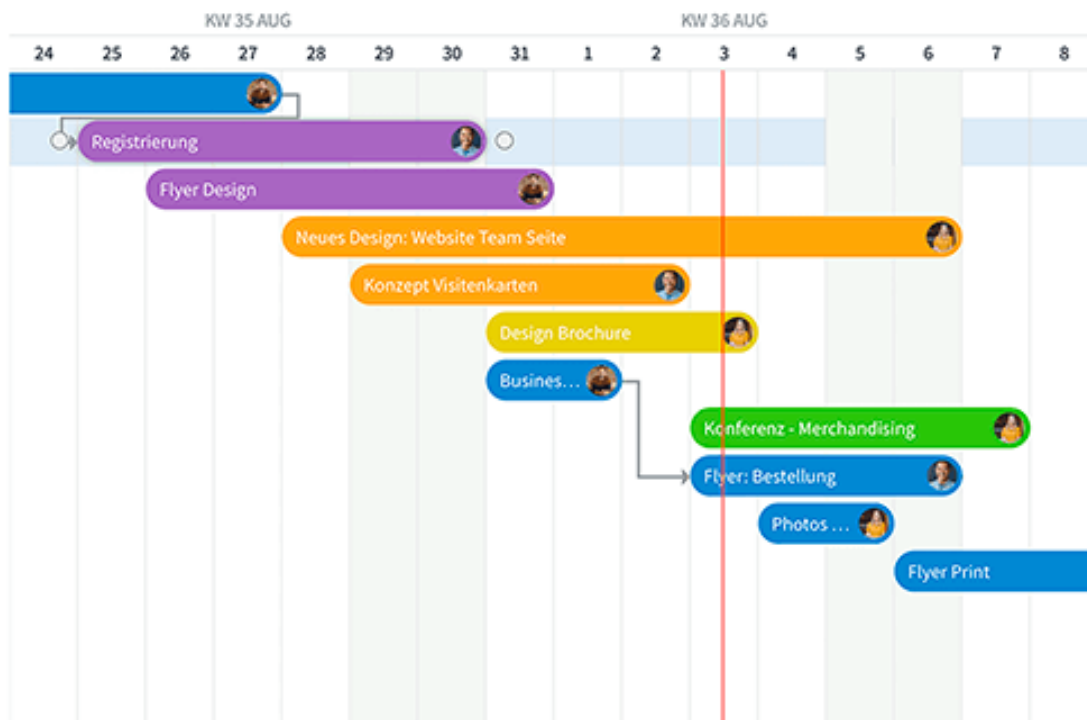 KW 35 AUG KW 36 AUG
24 25 26 27 28 29 30 31 1 2 3 4 5 6 7 8
Registrierung
Flyer Design
Neues Design: Website Team Seite
Konzept Visitenkarten
Design Brochure
Busines...
Konferenz - Merchandising
Flyer: Bestellung
Photos ...
Flyer Print